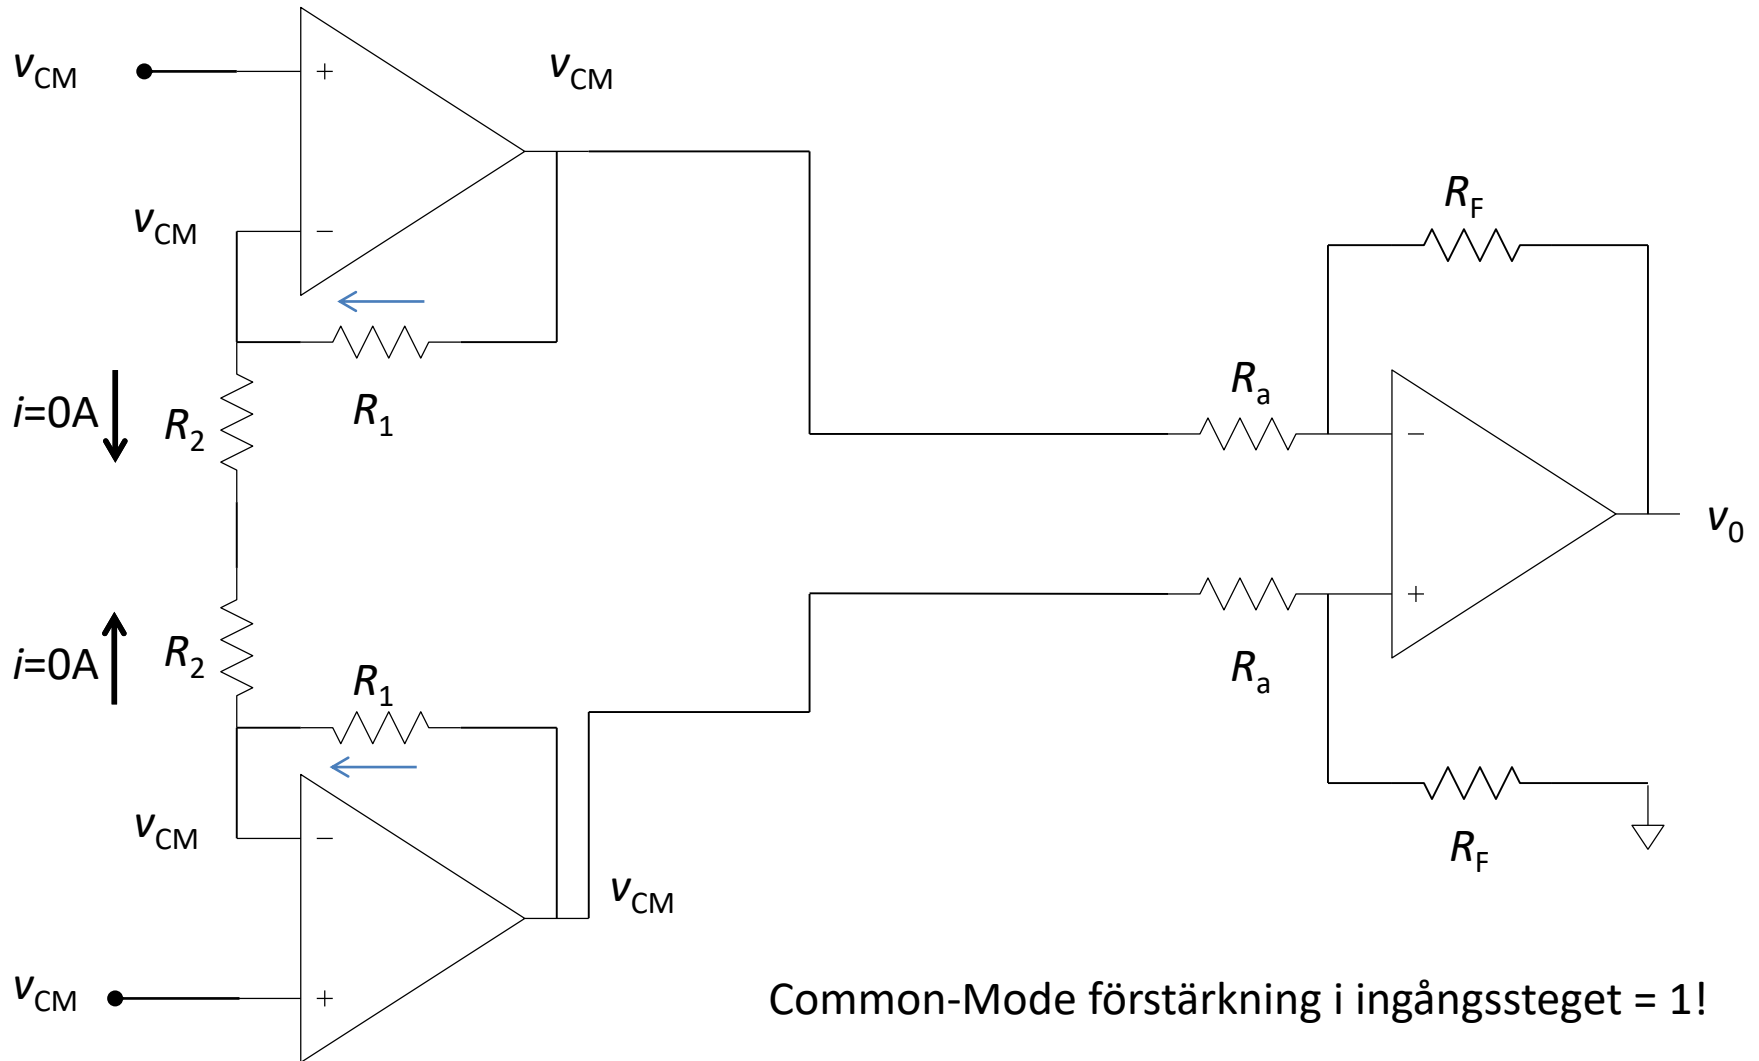 vCM
+
vCM
vCM
−
RF
R1
i=0A
R2
Ra
−
v0
+
i=0A
R2
R1
Ra
vCM
−
RF
vCM
vCM
+
Common-Mode förstärkning i ingångssteget = 1!